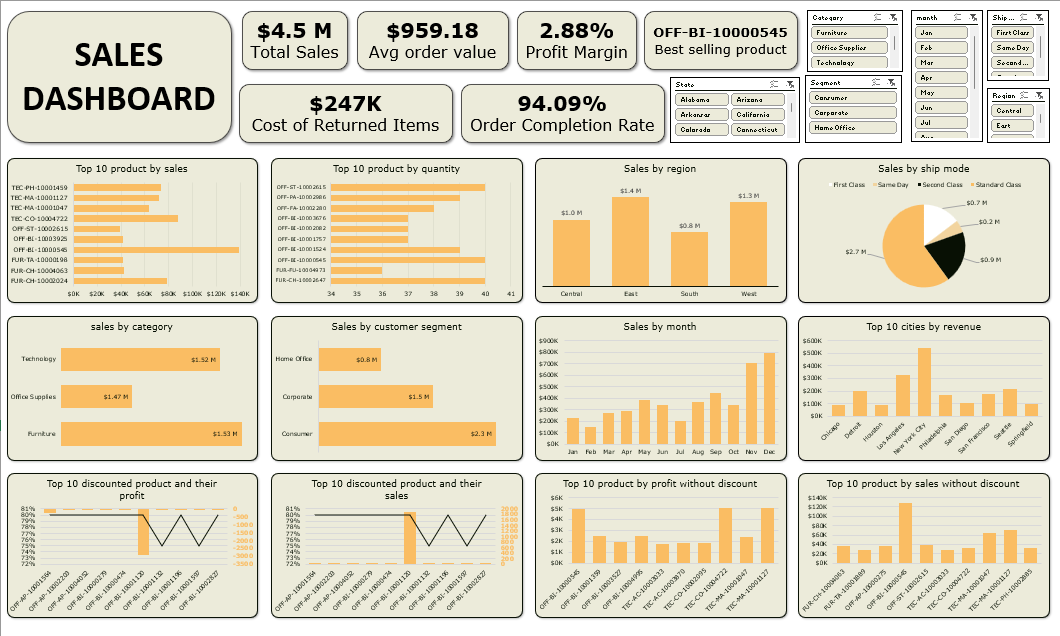 SALES
DASHBOARD
$4.5 M
Total Sales
$959.18
Avg order value
2.88%
Profit Margin
OFF-BI-10000545
Best selling product
$247K
Cost of Returned Items
94.09%
Order Completion Rate
Category
Furniture
Office Supplies
Technology
month
Jan
Feb
Mar
Apr
May
Jun
Jul
Ship ...
First Class
Same Day
Second ...
State
Alabama Arizona
Arkansas California
Colorado Connecticut
Segment
Consumer
Corporate
Home Office
Region
Central
East
Top 10 product by sales
TEC-PH-10001459
TEC-MA-10001127
TEC-MA-10001047
TEC-CO-10004722
OFF-ST-10002615
OFF-BI-10003925
OFF-BI-10000545
FUR-TA-10000198
FUR-CH-10004063
FUR-CH-10002024
$0K $20K $40K $60K $80K $100K $120K $140K
Top 10 product by quantity
OFF-ST-10002615
OFF-PA-10002986
OFF-FA-10002280
OFF-BI-10003676
OFF-BI-10002082
OFF-BI-10001757
OFF-BI-10001524
OFF-BI-10000545
FUR-FU-10004973
FUR-CH-10002647
34 35 36 37 38 39 40 41
Sales by region
$1.0 M
$1.4 M
$0.8 M
$1.3 M
Central East South West
Sales by ship mode
First Class Same Day Second Class Standard Class
$0.7 M
$0.2 M
$0.9 M
$2.7 M
sales by category
Technology $1.52 M
Office Supplies $1.47 M
Furniture $1.53 M
Sales by customer segment
Home Office $0.8 M
Corporate $1.5 M
Consumer $2.3 M
Sales by month
$900K
$800K
$700K
$600K
$500K
$400K
$300K
$200K
$100K
$0K
Jan Feb Mar Apr May Jun Jul Aug Sep Oct Nov Dec
Top 10 cities by revenue
$600K
$500K
$400K
$300K
$200K
$100K
$0K
Chicago
Detroit
Houston
Los Angeles
New York City
Philadelphia
San Diego
San Francisco
Seattle
Springfield
Top 10 discounted product and their
profit
81%
80%
79%
78%
77%
76%
75%
74%
73%
72%
0
-500
-1000
-1500
-2000
-2500
-3000
-3500
OFF-AP-10001564
OFF-AP-10002203
OFF-AP-10004052
OFF-BI-10000279
OFF-BI-10000474
OFF-BI-10001120
OFF-BI-10001132
OFF-BI-10001196
OFF-BI-10001597
OFF-BI-10002827
Top 10 discounted product and their
sales
81%
80%
79%
78%
77%
76%
75%
74%
73%
72%
2000
1800
1600
1400
1200
1000
800
600
400
200
0
OFF-AP-10001564
OFF-AP-10002203
OFF-AP-10004052
OFF-BI-10000279
OFF-BI-10000474
OFF-BI-10001120
OFF-BI-10001132
OFF-BI-10001196
OFF-BI-10001597
OFF-BI-10002827
Top 10 product by profit without discount
$6K
$5K
$4K
$3K
$2K
$1K
$0K
OFF-BI-10000545
OFF-BI-10001359
OFF-BI-10003527
OFF-BI-10004995
TEC-AC-10003033
TEC-AC-10003870
TEC-CO-10002095
TEC-CO-10004722
TEC-MA-10001047
TEC-MA-10001127
Top 10 product by sales without discount
$140K
$120K
$100K
$80K
$60K
$40K
$20K
$0K
FUR-CH-10004063
FUR-TA-10001889
OFF-AP-10000275
OFF-BI-10000545
OFF-ST-10002615
TEC-AC-10003033
TEC-CO-10004722
TEC-MA-10001047
TEC-MA-10001127